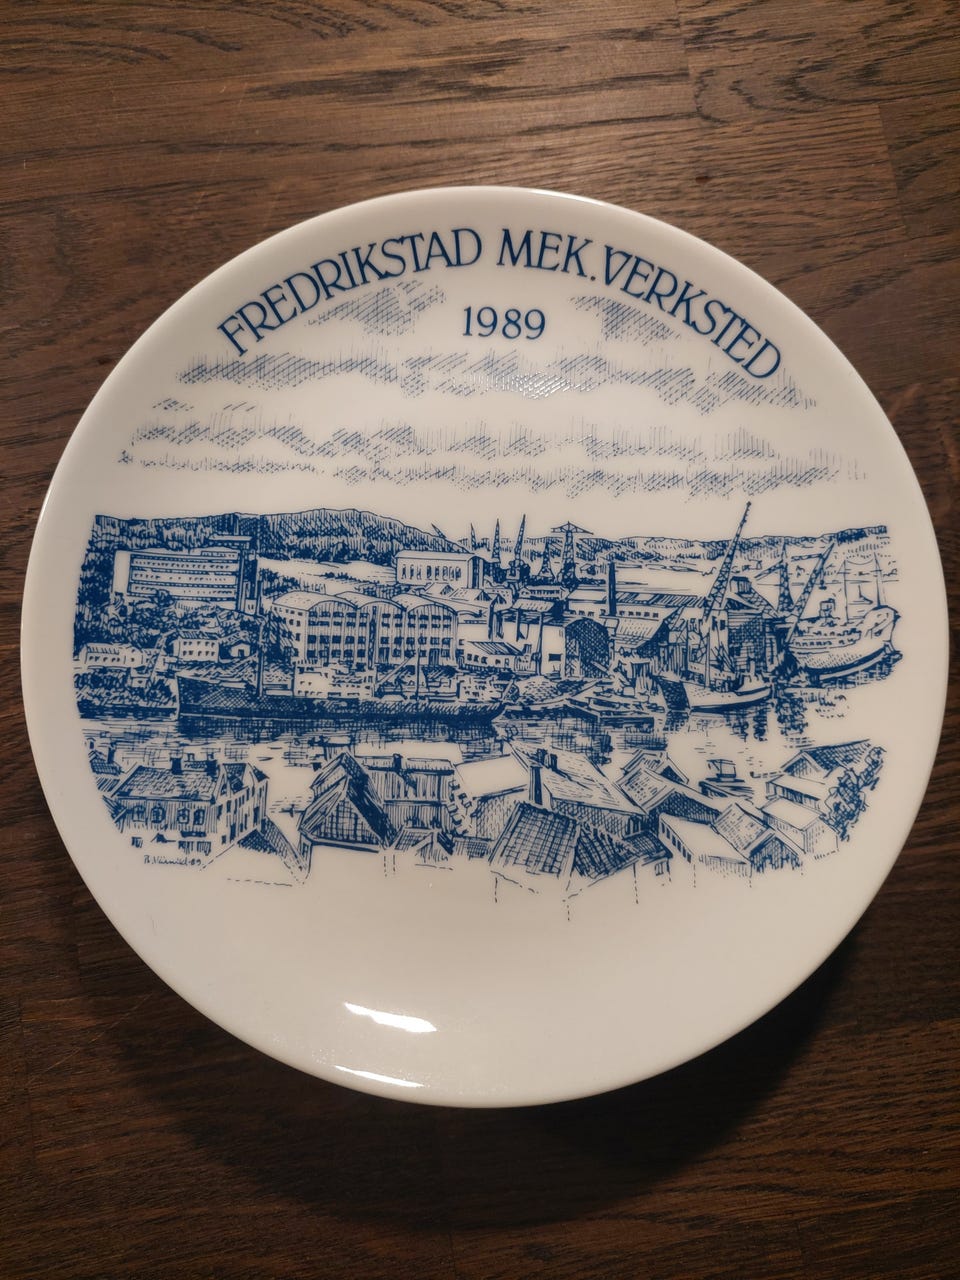 FREDRIKSTAD MEK. VERKSTED
1989